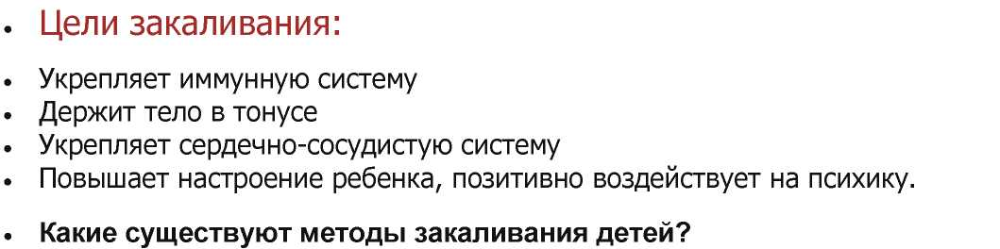 • Цели закаливания:
• Укрепляет иммунную систему
• Держит тело в тонусе
• Укрепляет сердечно-сосудистую систему
• Повышает настроение ребенка, позитивно воздействует на психику.
• Какие существуют методы закаливания детей?